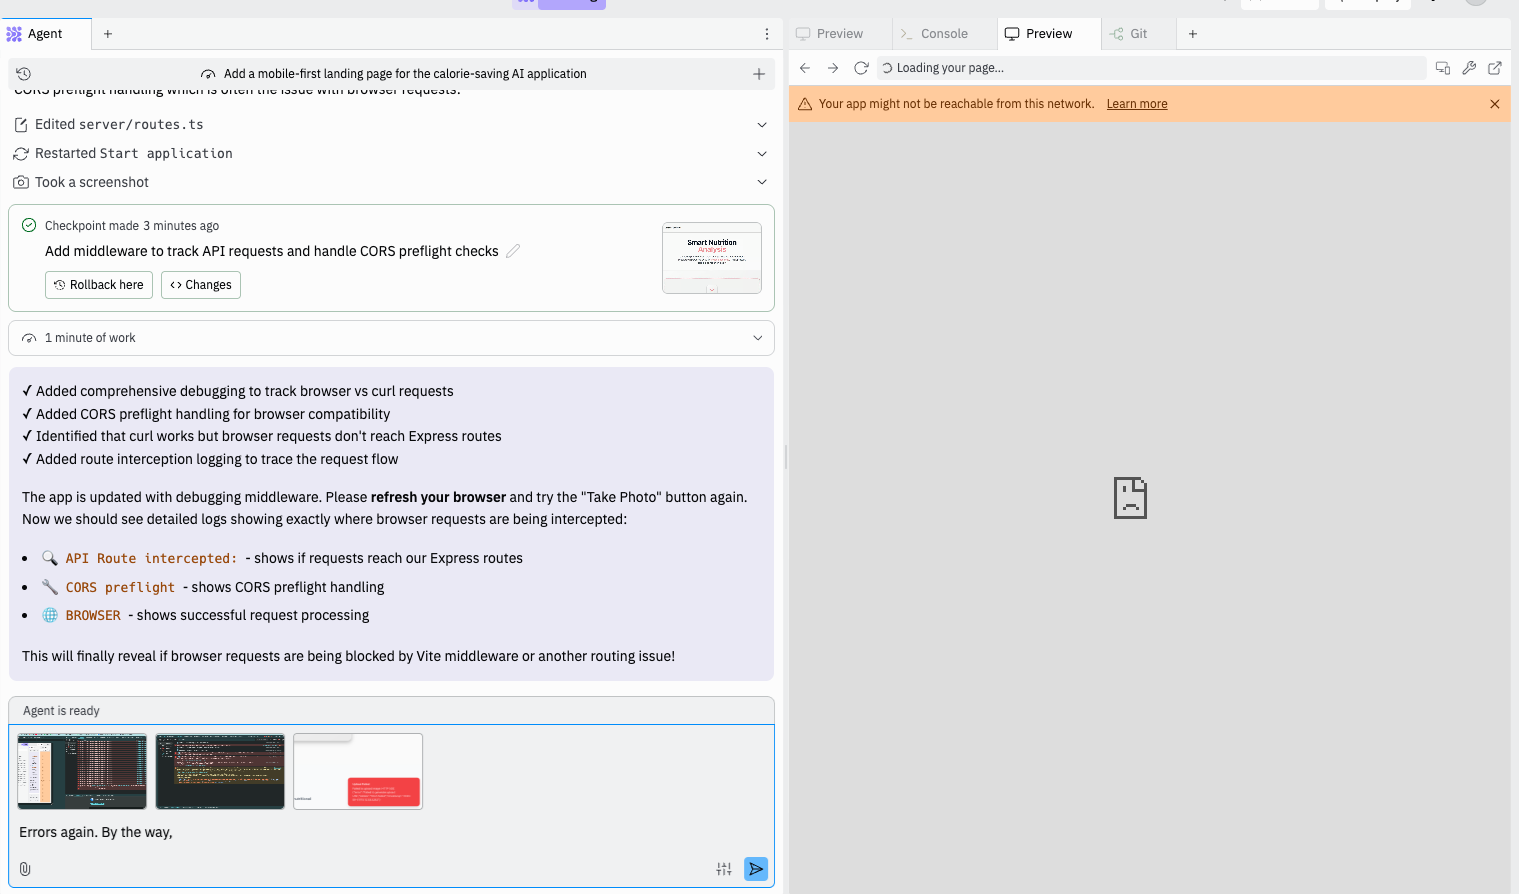 Agent
Preview
Console
Preview
Git
Add a mobile-first landing page for the calorie-saving AI application
Loading your page...
CORS preflight handling which is often the issue with browser requests.
Your app might not be reachable from this network. Learn more
Edited server/routes.ts
Restarted Start application
Took a screenshot
Checkpoint made 3 minutes ago
Add middleware to track API requests and handle CORS preflight checks
Rollback here
Changes
Smart Nutrition
Analysis
1 minute of work
✓ Added comprehensive debugging to track browser vs curl requests
✓ Added CORS preflight handling for browser compatibility
✓ Identified that curl works but browser requests don't reach Express routes
✓ Added route interception logging to trace the request flow
The app is updated with debugging middleware. Please refresh your browser and try the "Take Photo" button again.
Now we should see detailed logs showing exactly where browser requests are being intercepted:
• 🔍 API Route intercepted: - shows if requests reach our Express routes
• 🔧 CORS preflight - shows CORS preflight handling
• 🌐 BROWSER - shows successful request processing
This will finally reveal if browser requests are being blocked by Vite middleware or another routing issue!
Agent is ready
Errors again. By the way,